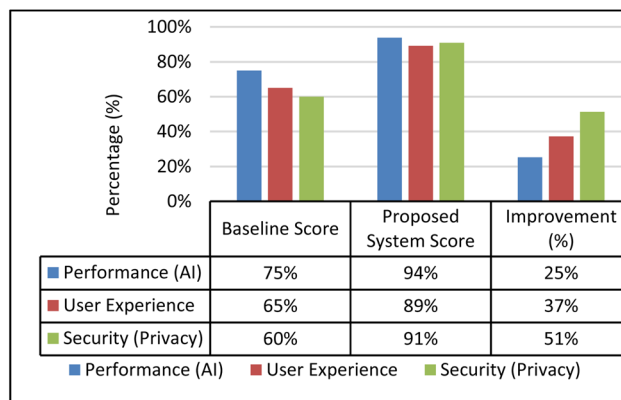 100%
80%
60%
40%
20%
0%
Percentage (%)
Baseline Score Proposed System Score Improvement (%)
Performance (AI) 75% 94% 25%
User Experience 65% 89% 37%
Security (Privacy) 60% 91% 51%
Performance (AI) User Experience Security (Privacy)